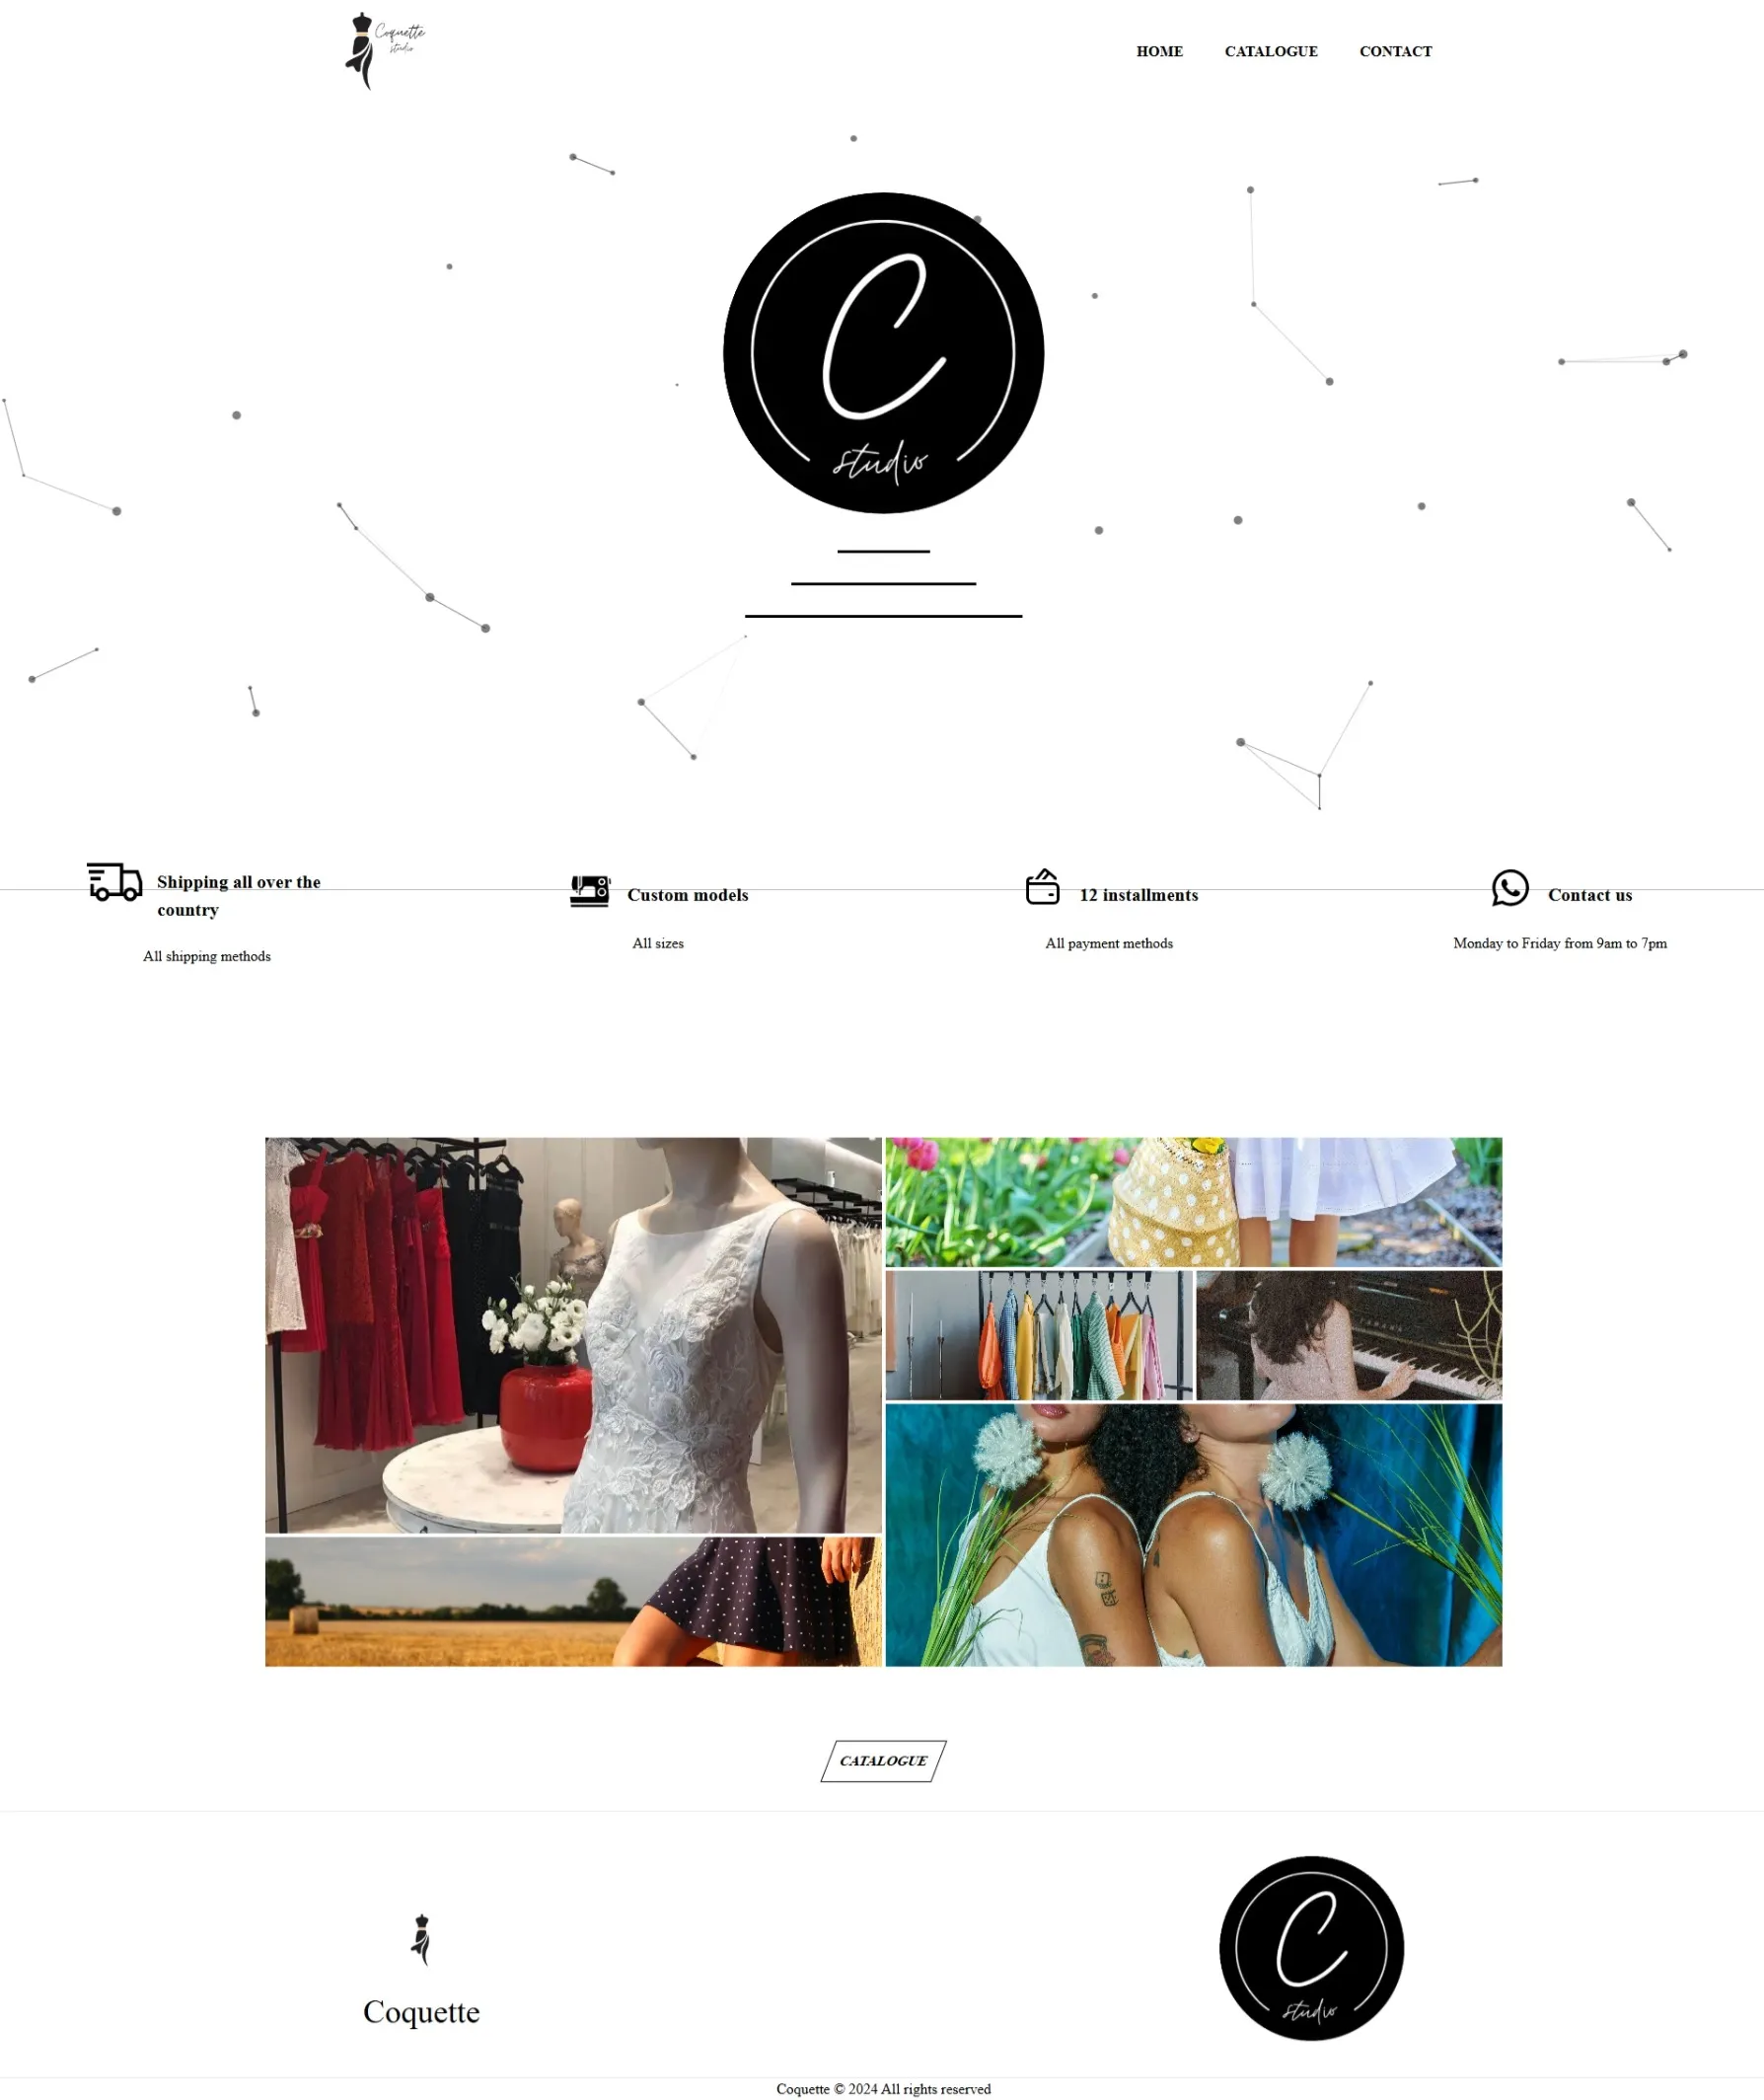 Coquette
studio
HOME CATALOGUE CONTACT
C
studio
Shipping all over the
country
All shipping methods
Custom models
All sizes
12 installments
All payment methods
Contact us
Monday to Friday from 9am to 7pm
CATALOGUE
Coquette
C
studio
Coquette © 2024 All rights reserved